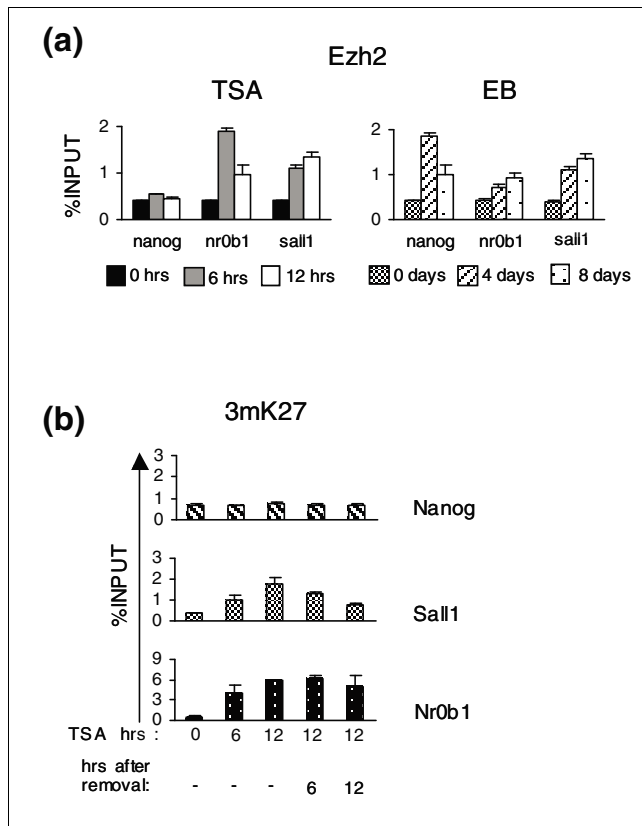 (a)
Ezh2
TSA
EB
%INPUT
2
1
0
nanog nr0b1 sall1
2
1
0
nanog nr0b1 sall1
0 hrs 6 hrs 12 hrs
0 days 4 days 8 days
(b)
3mK27
%INPUT
3
2
1
0
Nanog
3
2
1
0
Sall1
9
6
3
0
Nr0b1
TSA hrs : 0 6 12 12 12
hrs after
removal: - - - 6 12